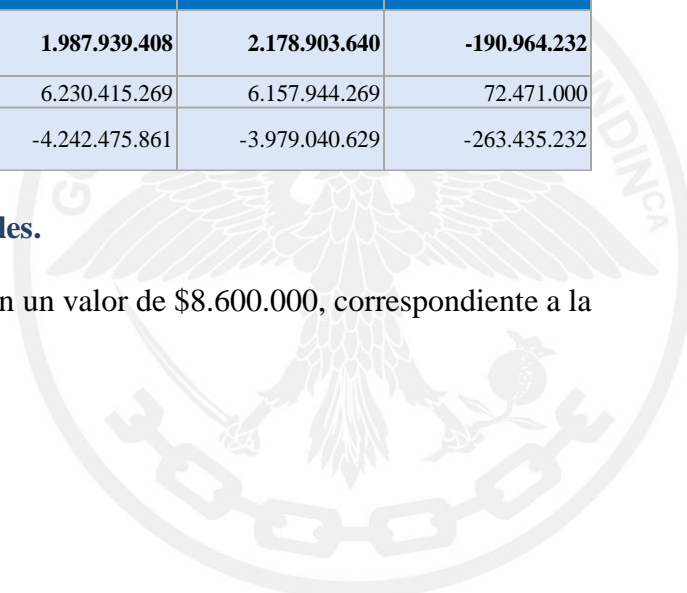 1.987.939.408 2.178.903.640 -190.964.232
6.230.415.269 6.157.944.269 72.471.000
-4.242.475.861 -3.979.040.629 -263.435.232
les.
n un valor de $8.600.000, correspondiente a la